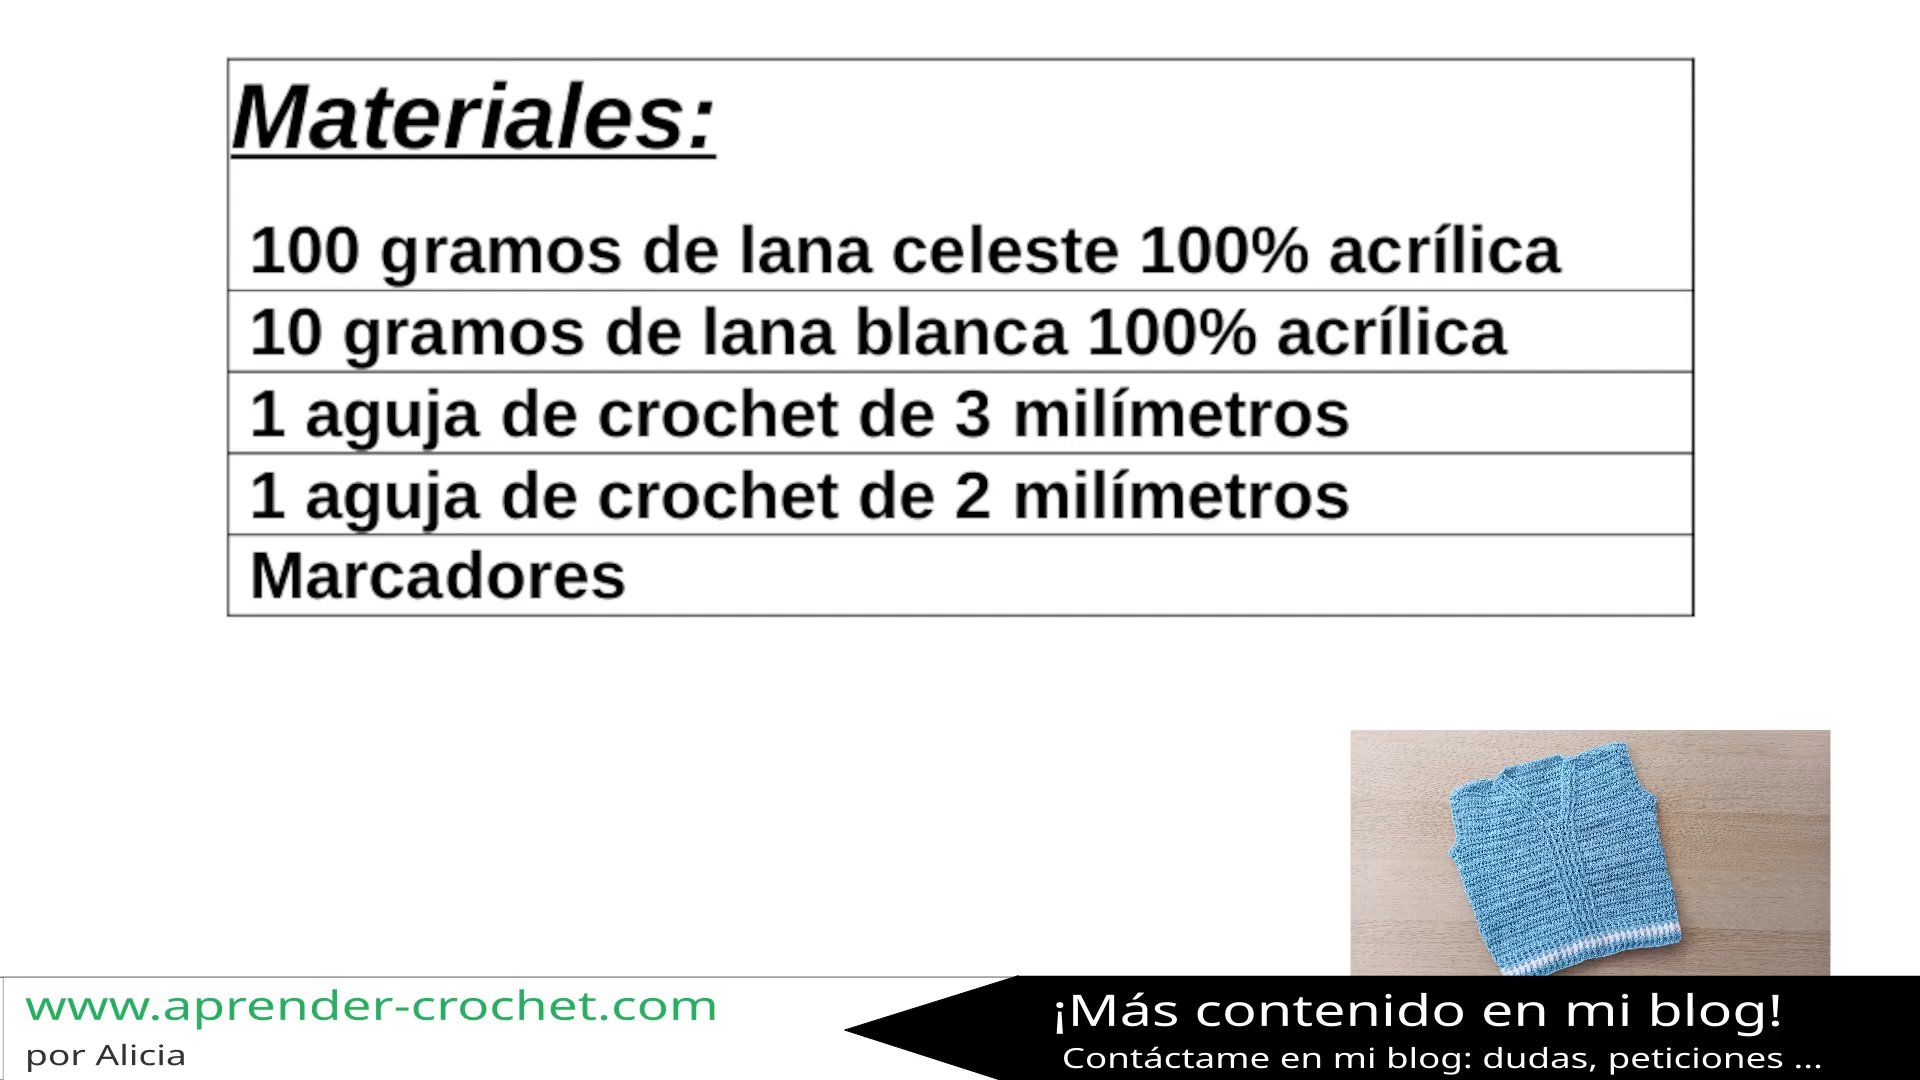 Materiales:
100 gramos de lana celeste 100% acrílica
10 gramos de lana blanca 100% acrílica
1 aguja de crochet de 3 milímetros
1 aguja de crochet de 2 milímetros
Marcadores
www.aprender-crochet.com
por Alicia
¡Más contenido en mi blog!
Contáctame en mi blog: dudas, peticiones ...